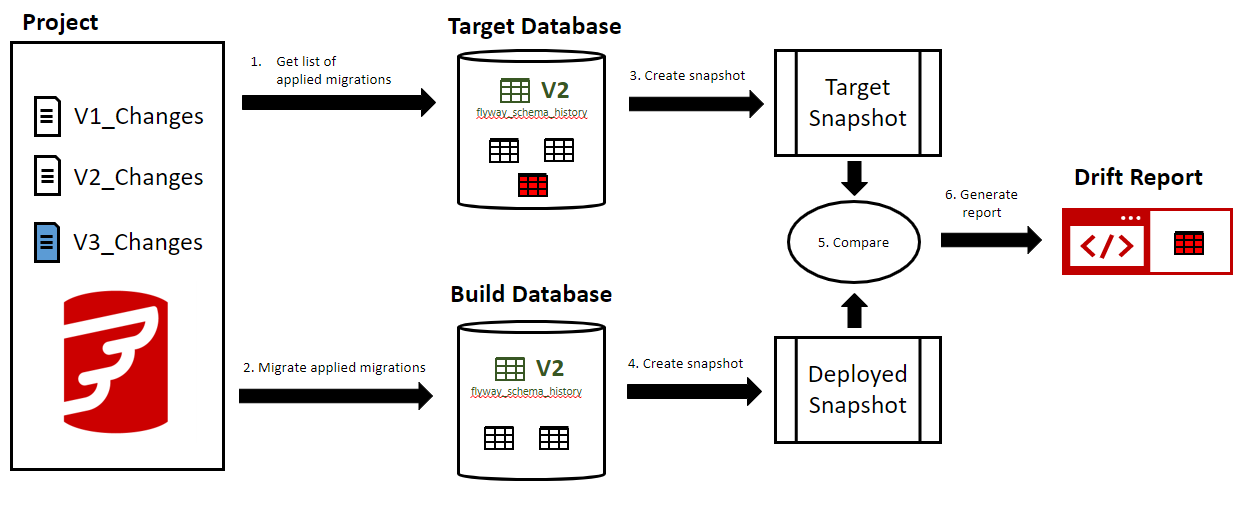 Project
V1_Changes
V2_Changes
V3_Changes
1. Get list of
applied migrations
Target Database
V2
flyway_schema_history
3. Create snapshot
Target
Snapshot
2. Migrate applied migrations
Build Database
V2
flyway_schema_history
4. Create snapshot
Deployed
Snapshot
5. Compare
6. Generate
report
Drift Report
</>